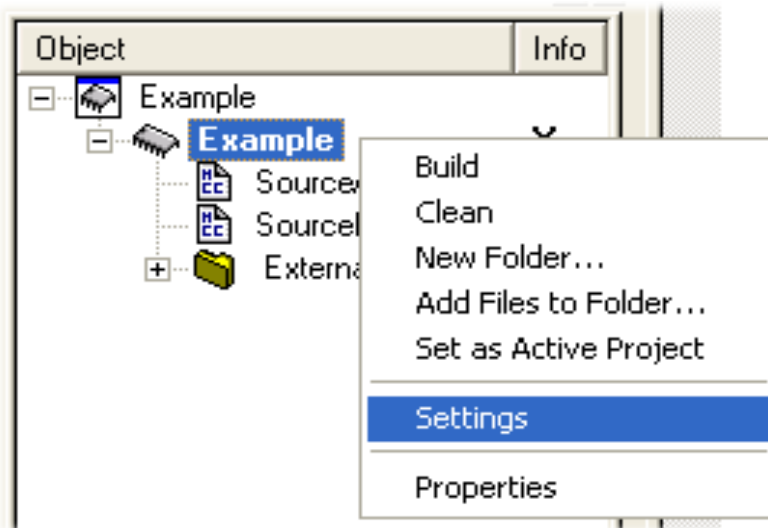 Object Info
Example
Example
Build
Clean
New Folder...
Add Files to Folder...
Set as Active Project
Settings
Properties